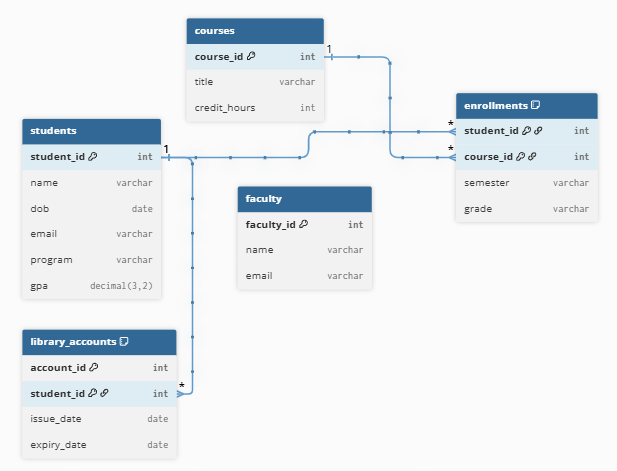 courses
course_id int
title varchar
credit_hours int
1
students
student_id int
name varchar
dob date
email varchar
program varchar
gpa decimal(3,2)
1
faculty
faculty_id int
name varchar
email varchar
enrollments
* student_id int
* course_id int
semester varchar
grade varchar
library_accounts
account_id int
student_id int
*
issue_date date
expiry_date date